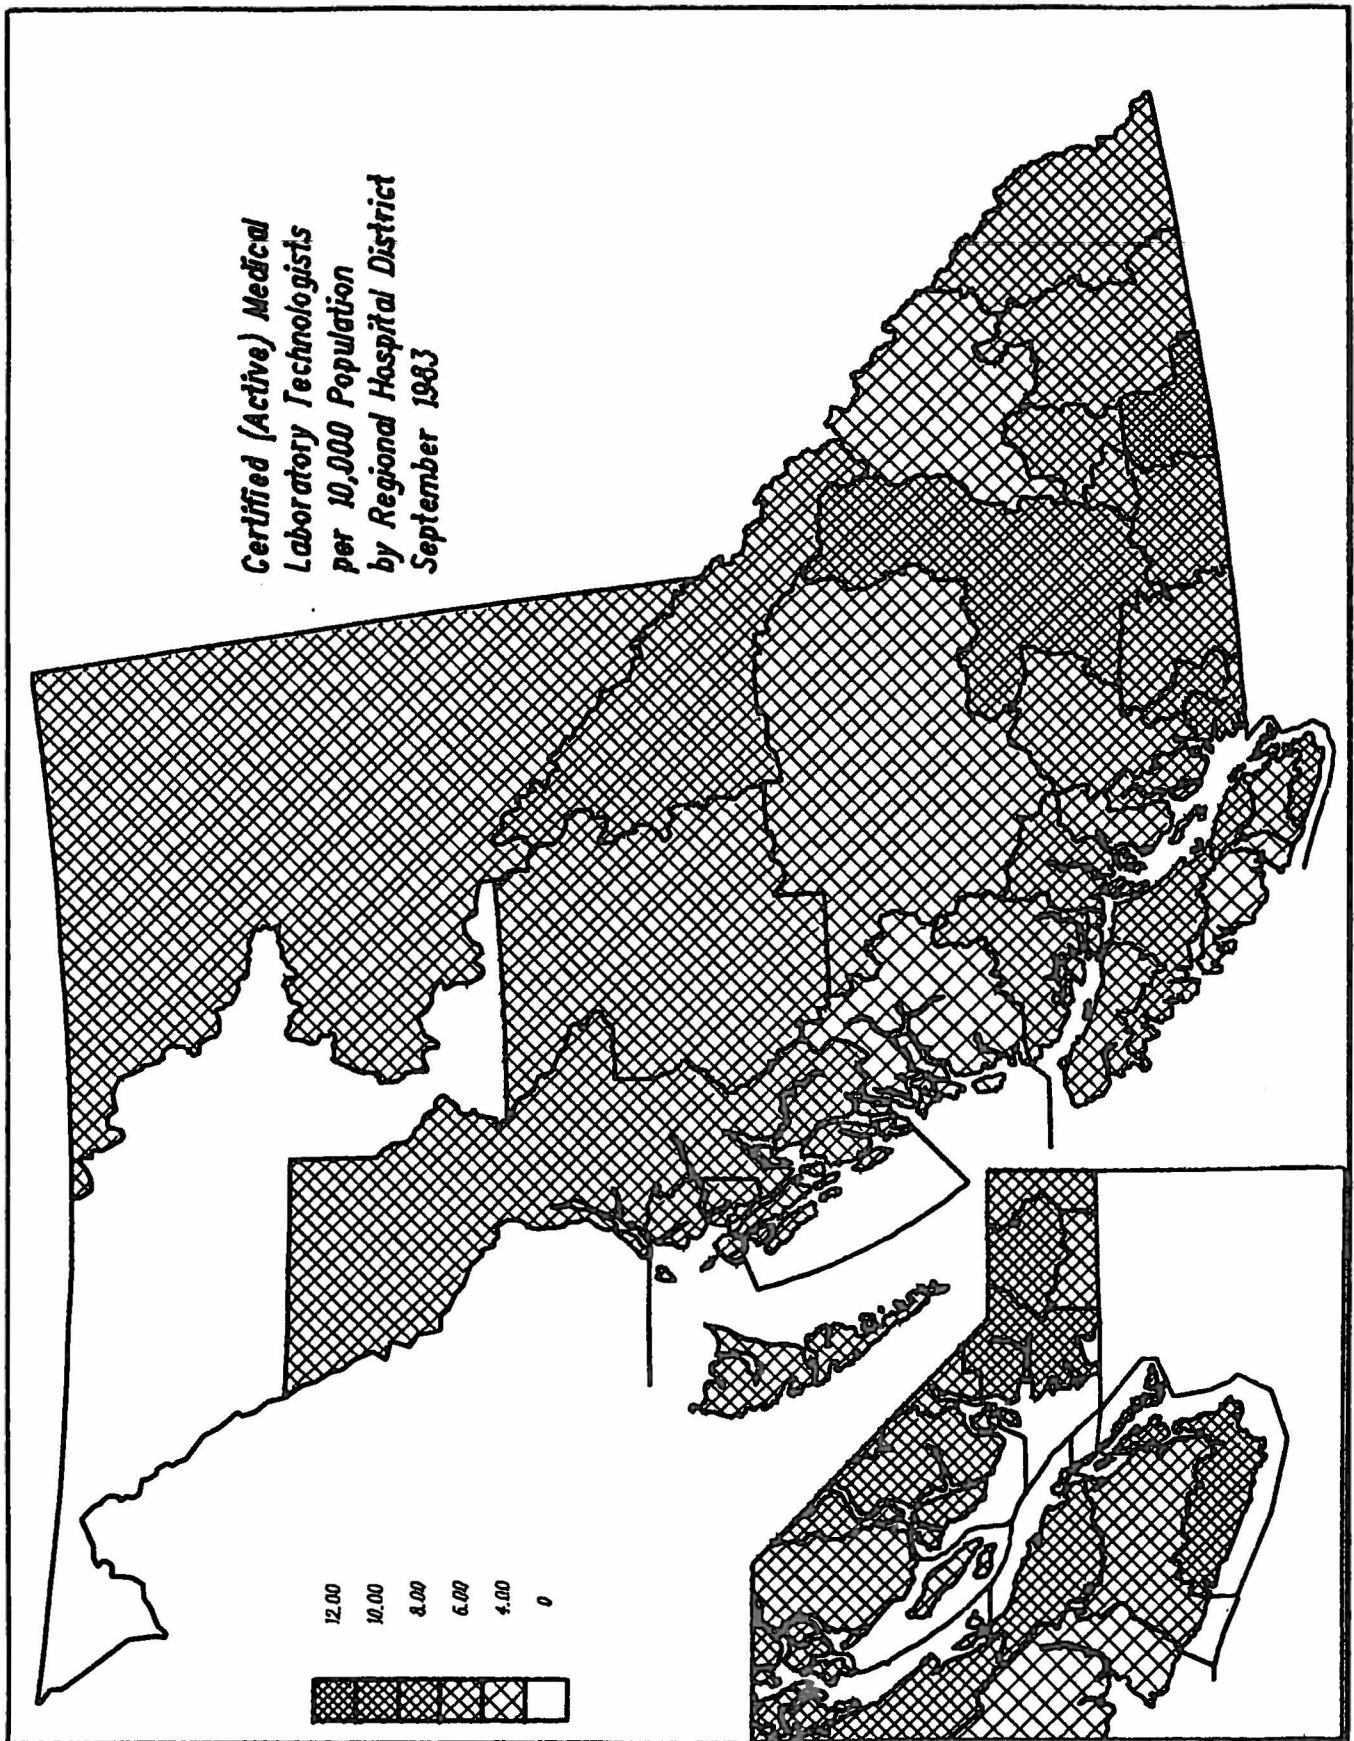 Certified (Active) Medical
Laboratory Technologists
per 10,000 Population
by Regional Hospital District
September 1983
12.00
10.00
8.00
6.00
4.00
0